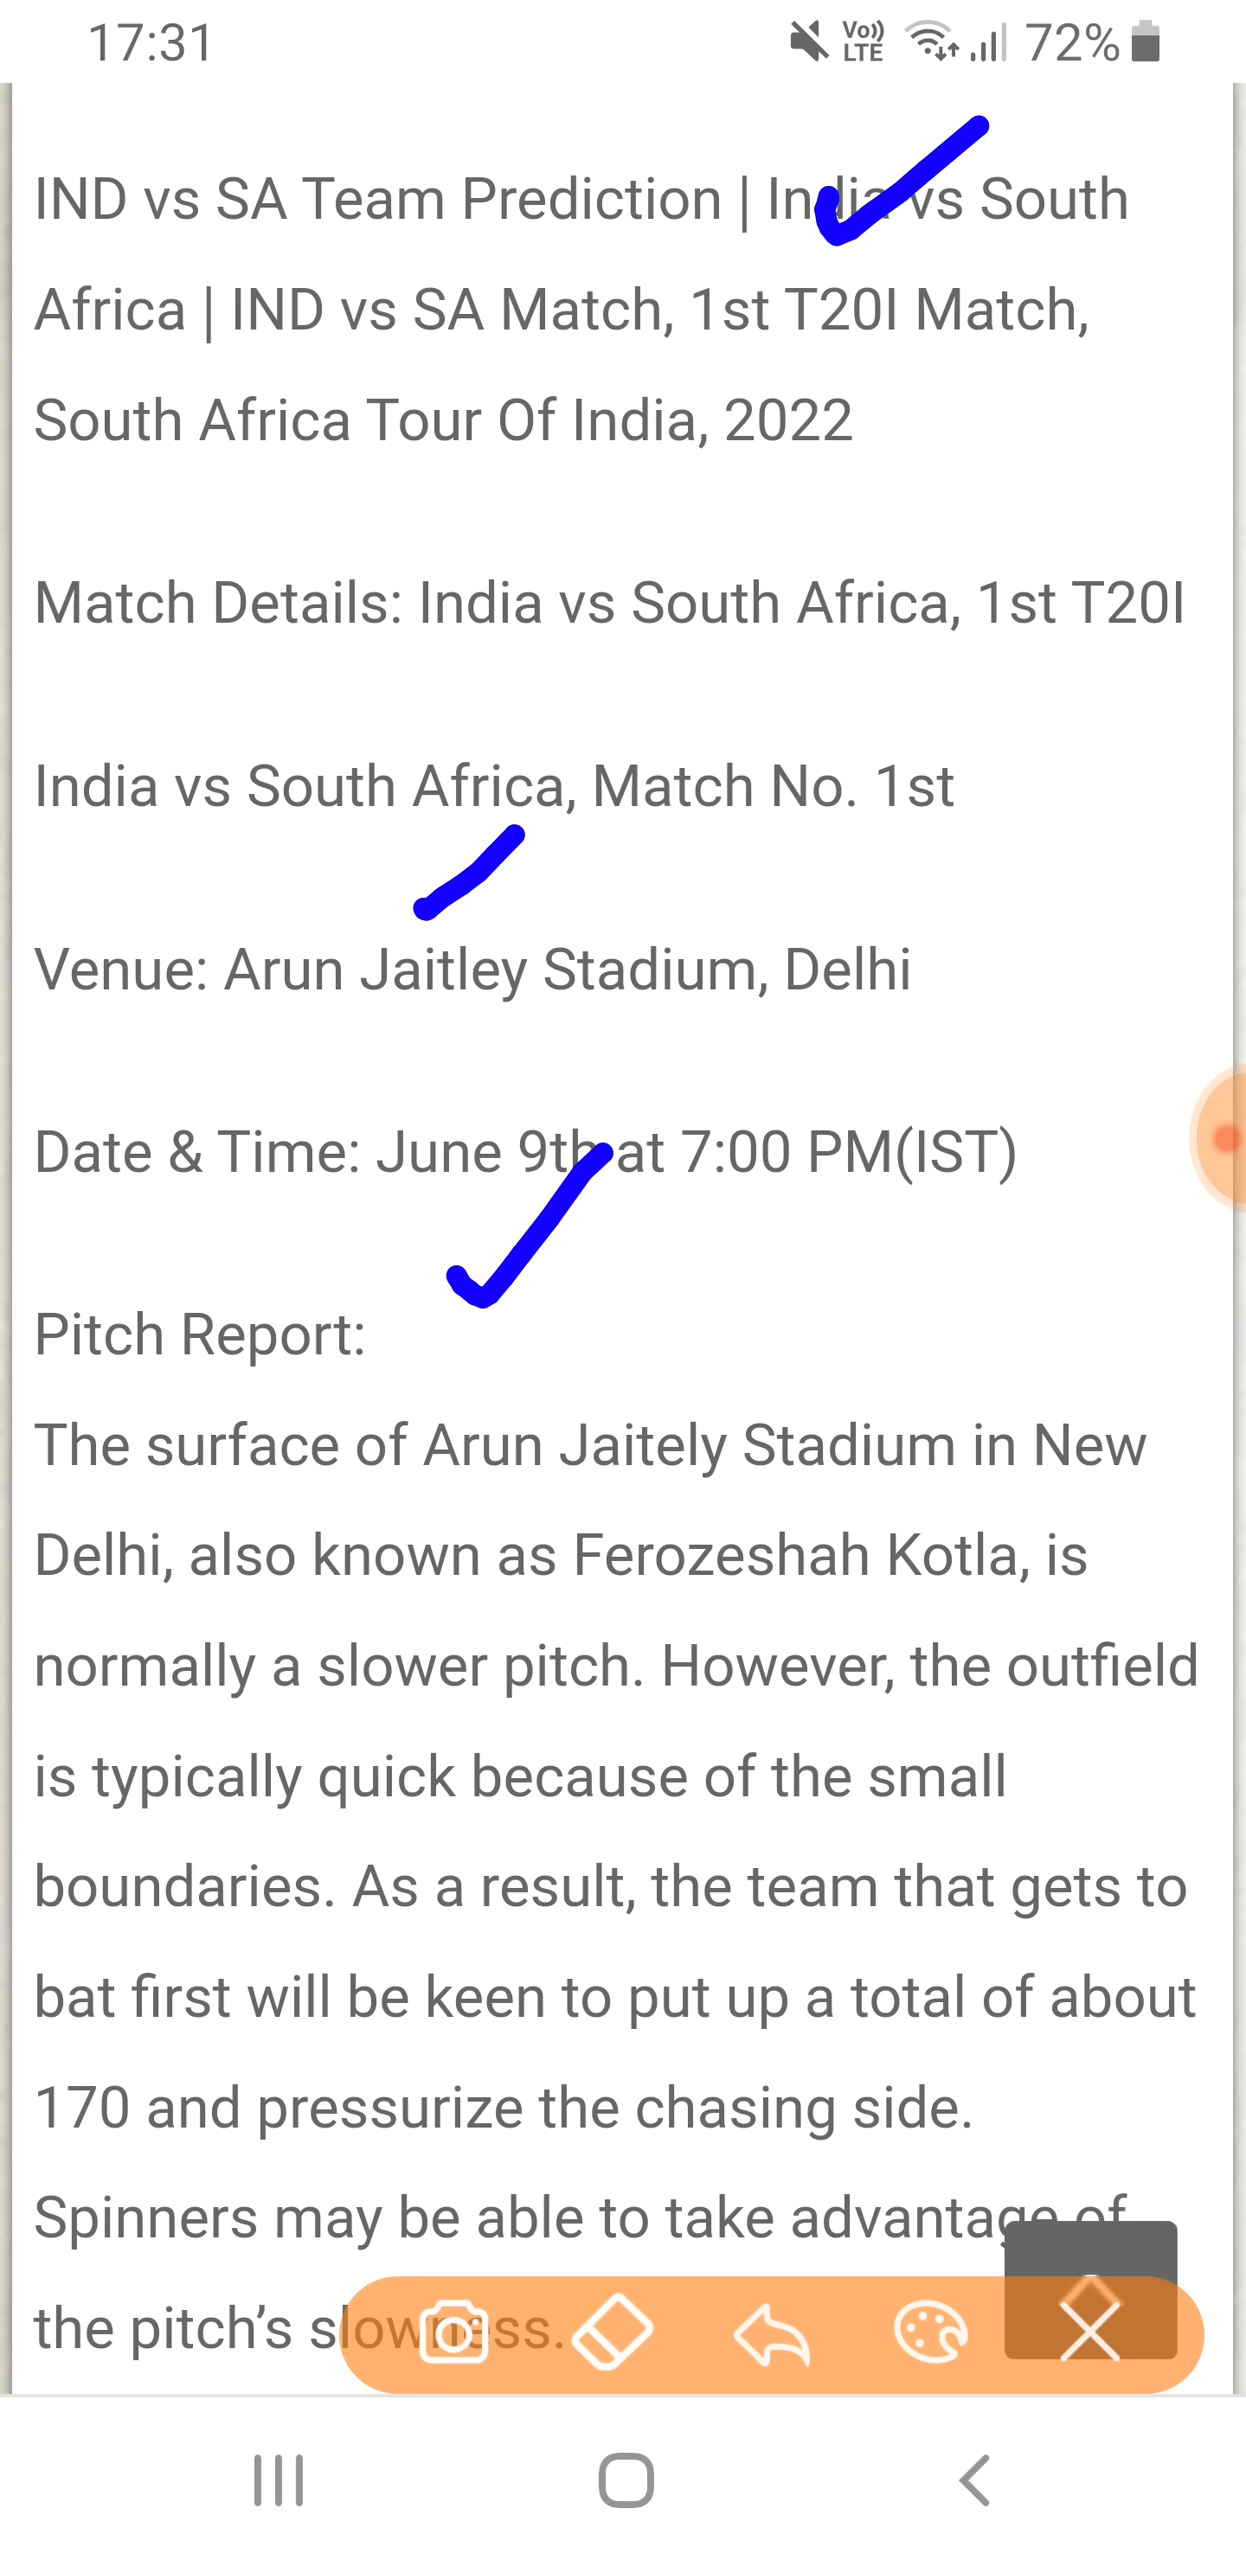 17:31 Vo)) LTE 72%
IND vs SA Team Prediction | India vs South
Africa | IND vs SA Match, 1st T20I Match,
South Africa Tour Of India, 2022
Match Details: India vs South Africa, 1st T20I
India vs South Africa, Match No. 1st
Venue: Arun Jaitley Stadium, Delhi
Date & Time: June 9th at 7:00 PM(IST)
Pitch Report:
The surface of Arun Jaitely Stadium in New
Delhi, also known as Ferozeshah Kotla, is
normally a slower pitch. However, the outfield
is typically quick because of the small
boundaries. As a result, the team that gets to
bat first will be keen to put up a total of about
170 and pressurize the chasing side.
Spinners may be able to take advantage of
the pitch’s slowness.